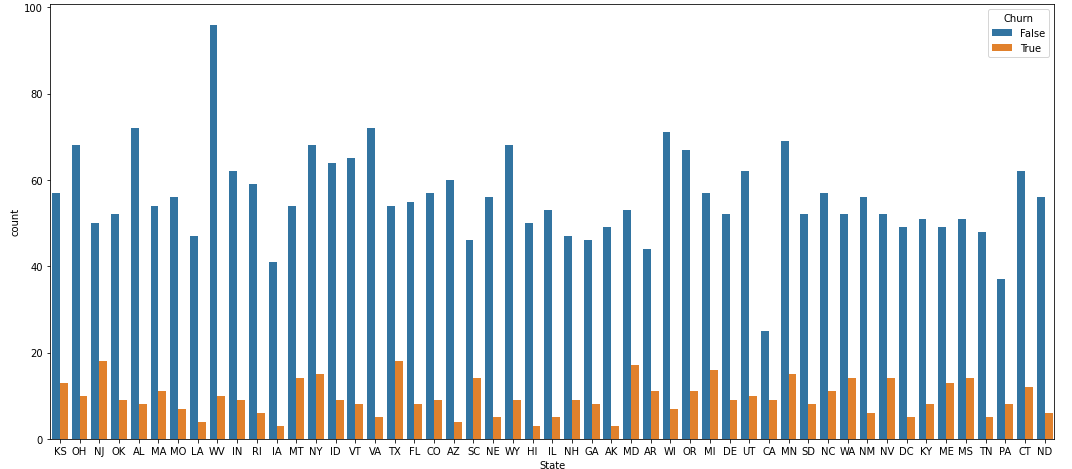 Churn
False
True
100
80
60
40
20
0
count
KS OH NJ OK AL MA MO LA WV IN RI IA MT NY ID VT VA TX FL CO AZ SC NE WY HI IL NH GA AK MD AR WI OR MI DE UT CA MN SD NC WA NM NV DC KY ME MS TN PA CT ND
State